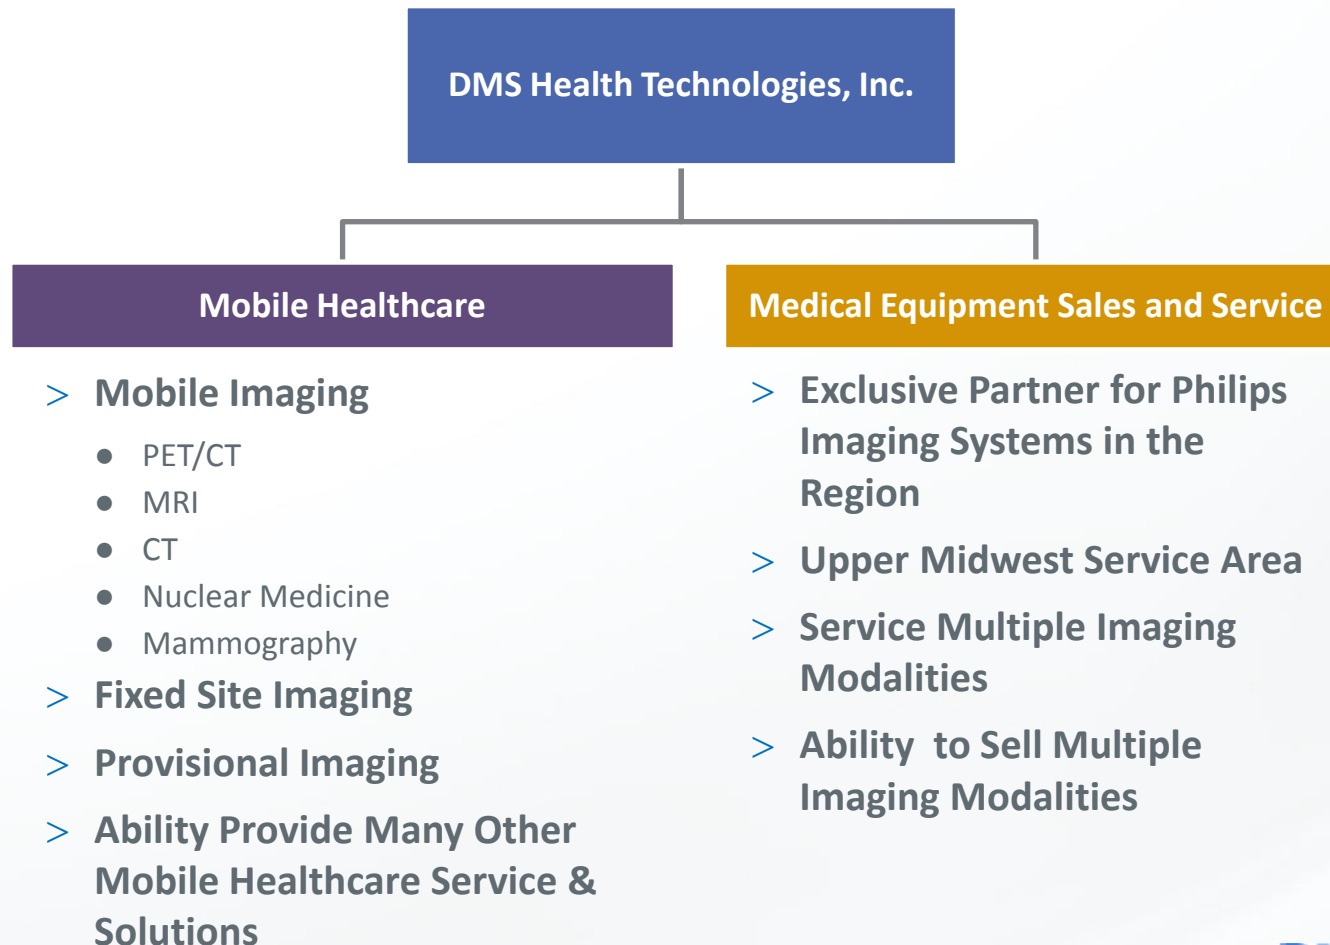 DMS Health Technologies, Inc.
Mobile Healthcare
> Mobile Imaging
● PET/CT
● MRI
● CT
● Nuclear Medicine
● Mammography
> Fixed Site Imaging
> Provisional Imaging
> Ability Provide Many Other
Mobile Healthcare Service &
Solutions
Medical Equipment Sales and Service
> Exclusive Partner for Philips
Imaging Systems in the
Region
> Upper Midwest Service Area
> Service Multiple Imaging
Modalities
> Ability  to Sell Multiple
Imaging Modalities